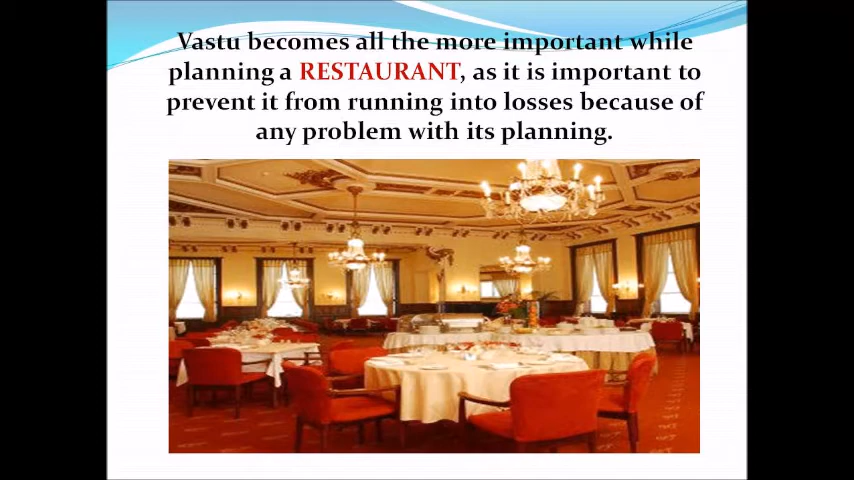 Vastu becomes all the more important while
planning a RESTAURANT, as it is important to
prevent it from running into losses because of
any problem with its planning.